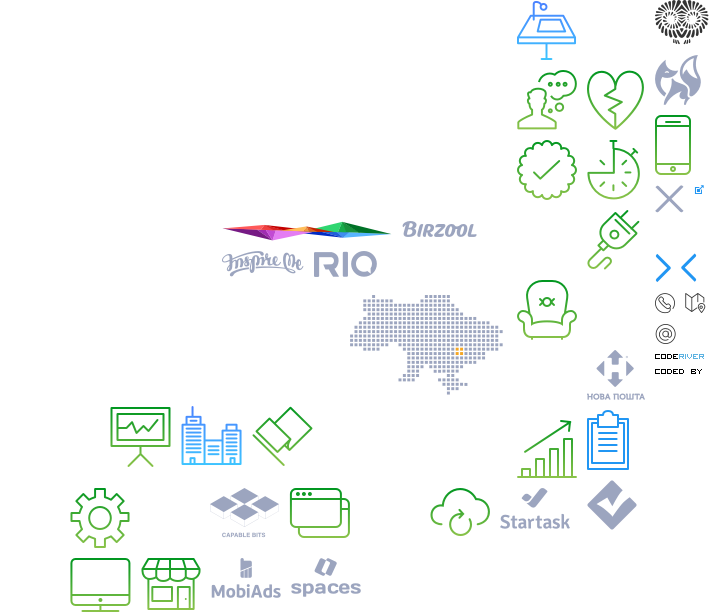 BIRZOOL
Inspire Me
RIO
CODERIVER
CODED BY
НОВА ПОШТА
Startask
CAPABLE BITS
MobiAds
spaces